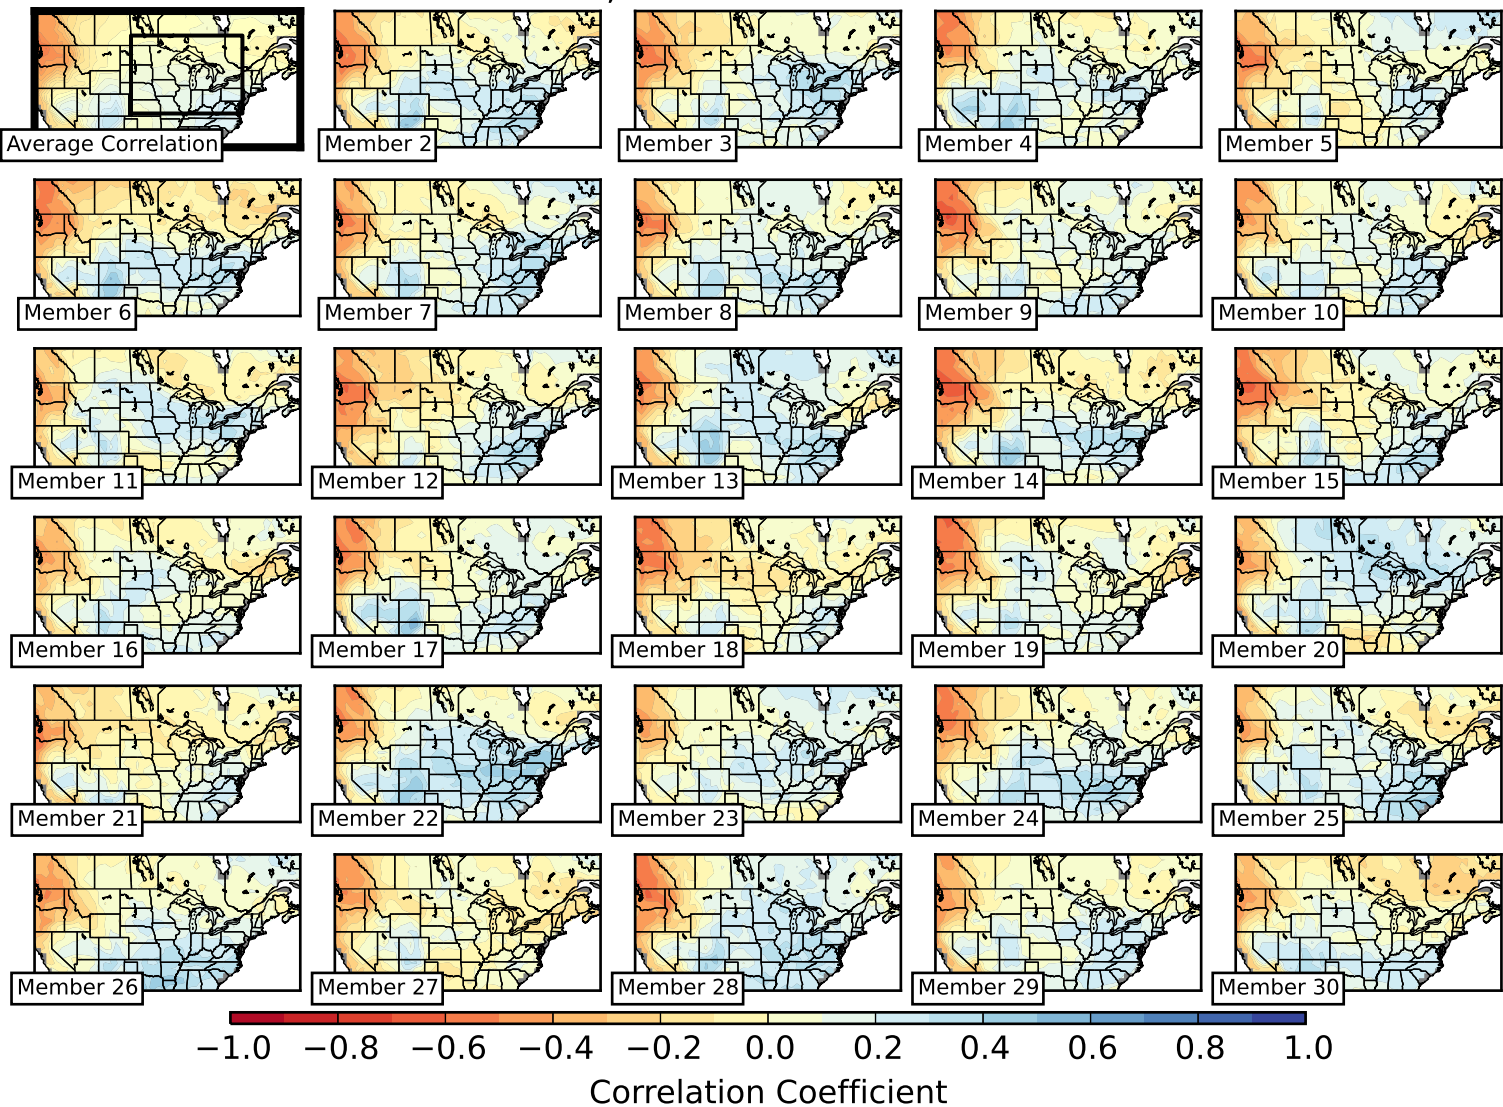 Average Correlation
Member 2
Member 3
Member 4
Member 5
Member 6
Member 7
Member 8
Member 9
Member 10
Member 11
Member 12
Member 13
Member 14
Member 15
Member 16
Member 17
Member 18
Member 19
Member 20
Member 21
Member 22
Member 23
Member 24
Member 25
Member 26
Member 27
Member 28
Member 29
Member 30
−1.0 −0.8 −0.6 −0.4 −0.2 0.0 0.2 0.4 0.6 0.8 1.0
Correlation Coefficient